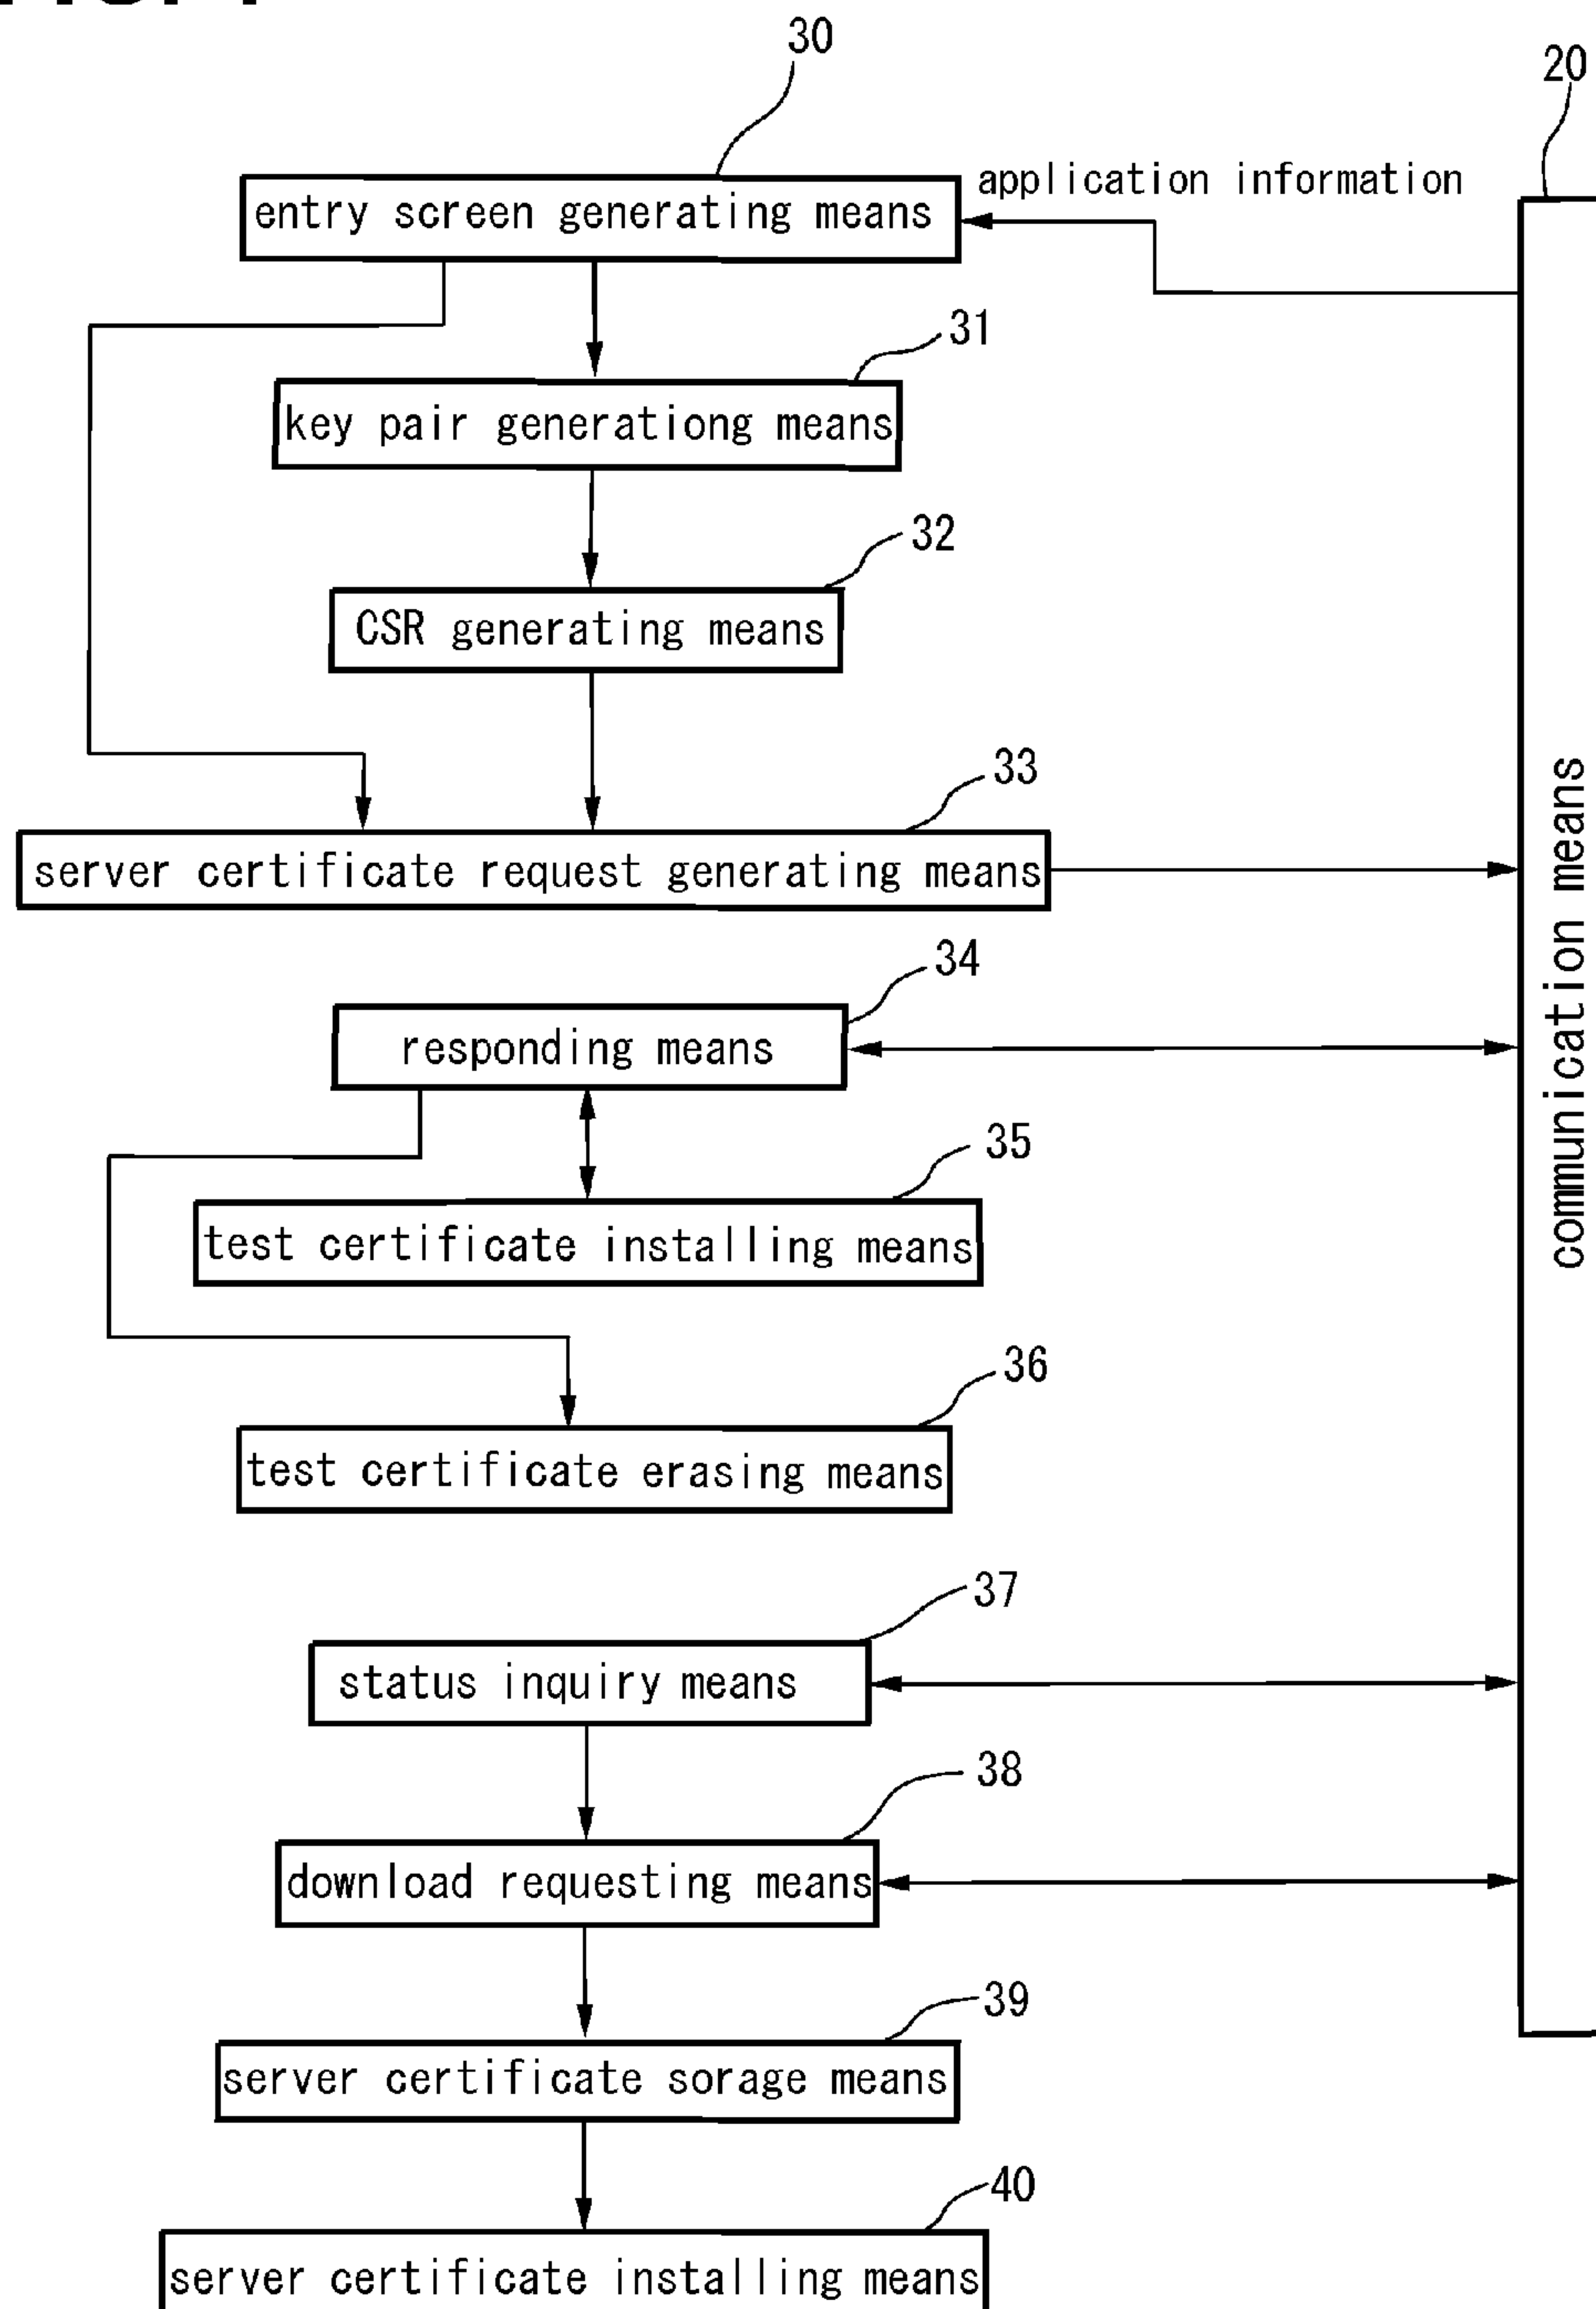 30
20
application information
entry screen generating means
31
key pair generationg means
32
CSR generating means
33
server certificate request generating means
communication means
34
responding means
35
test certificate installing means
36
test certificate erasing means
37
status inquiry means
38
download requesting means
39
server certificate sorage means
40
server certificate installing means